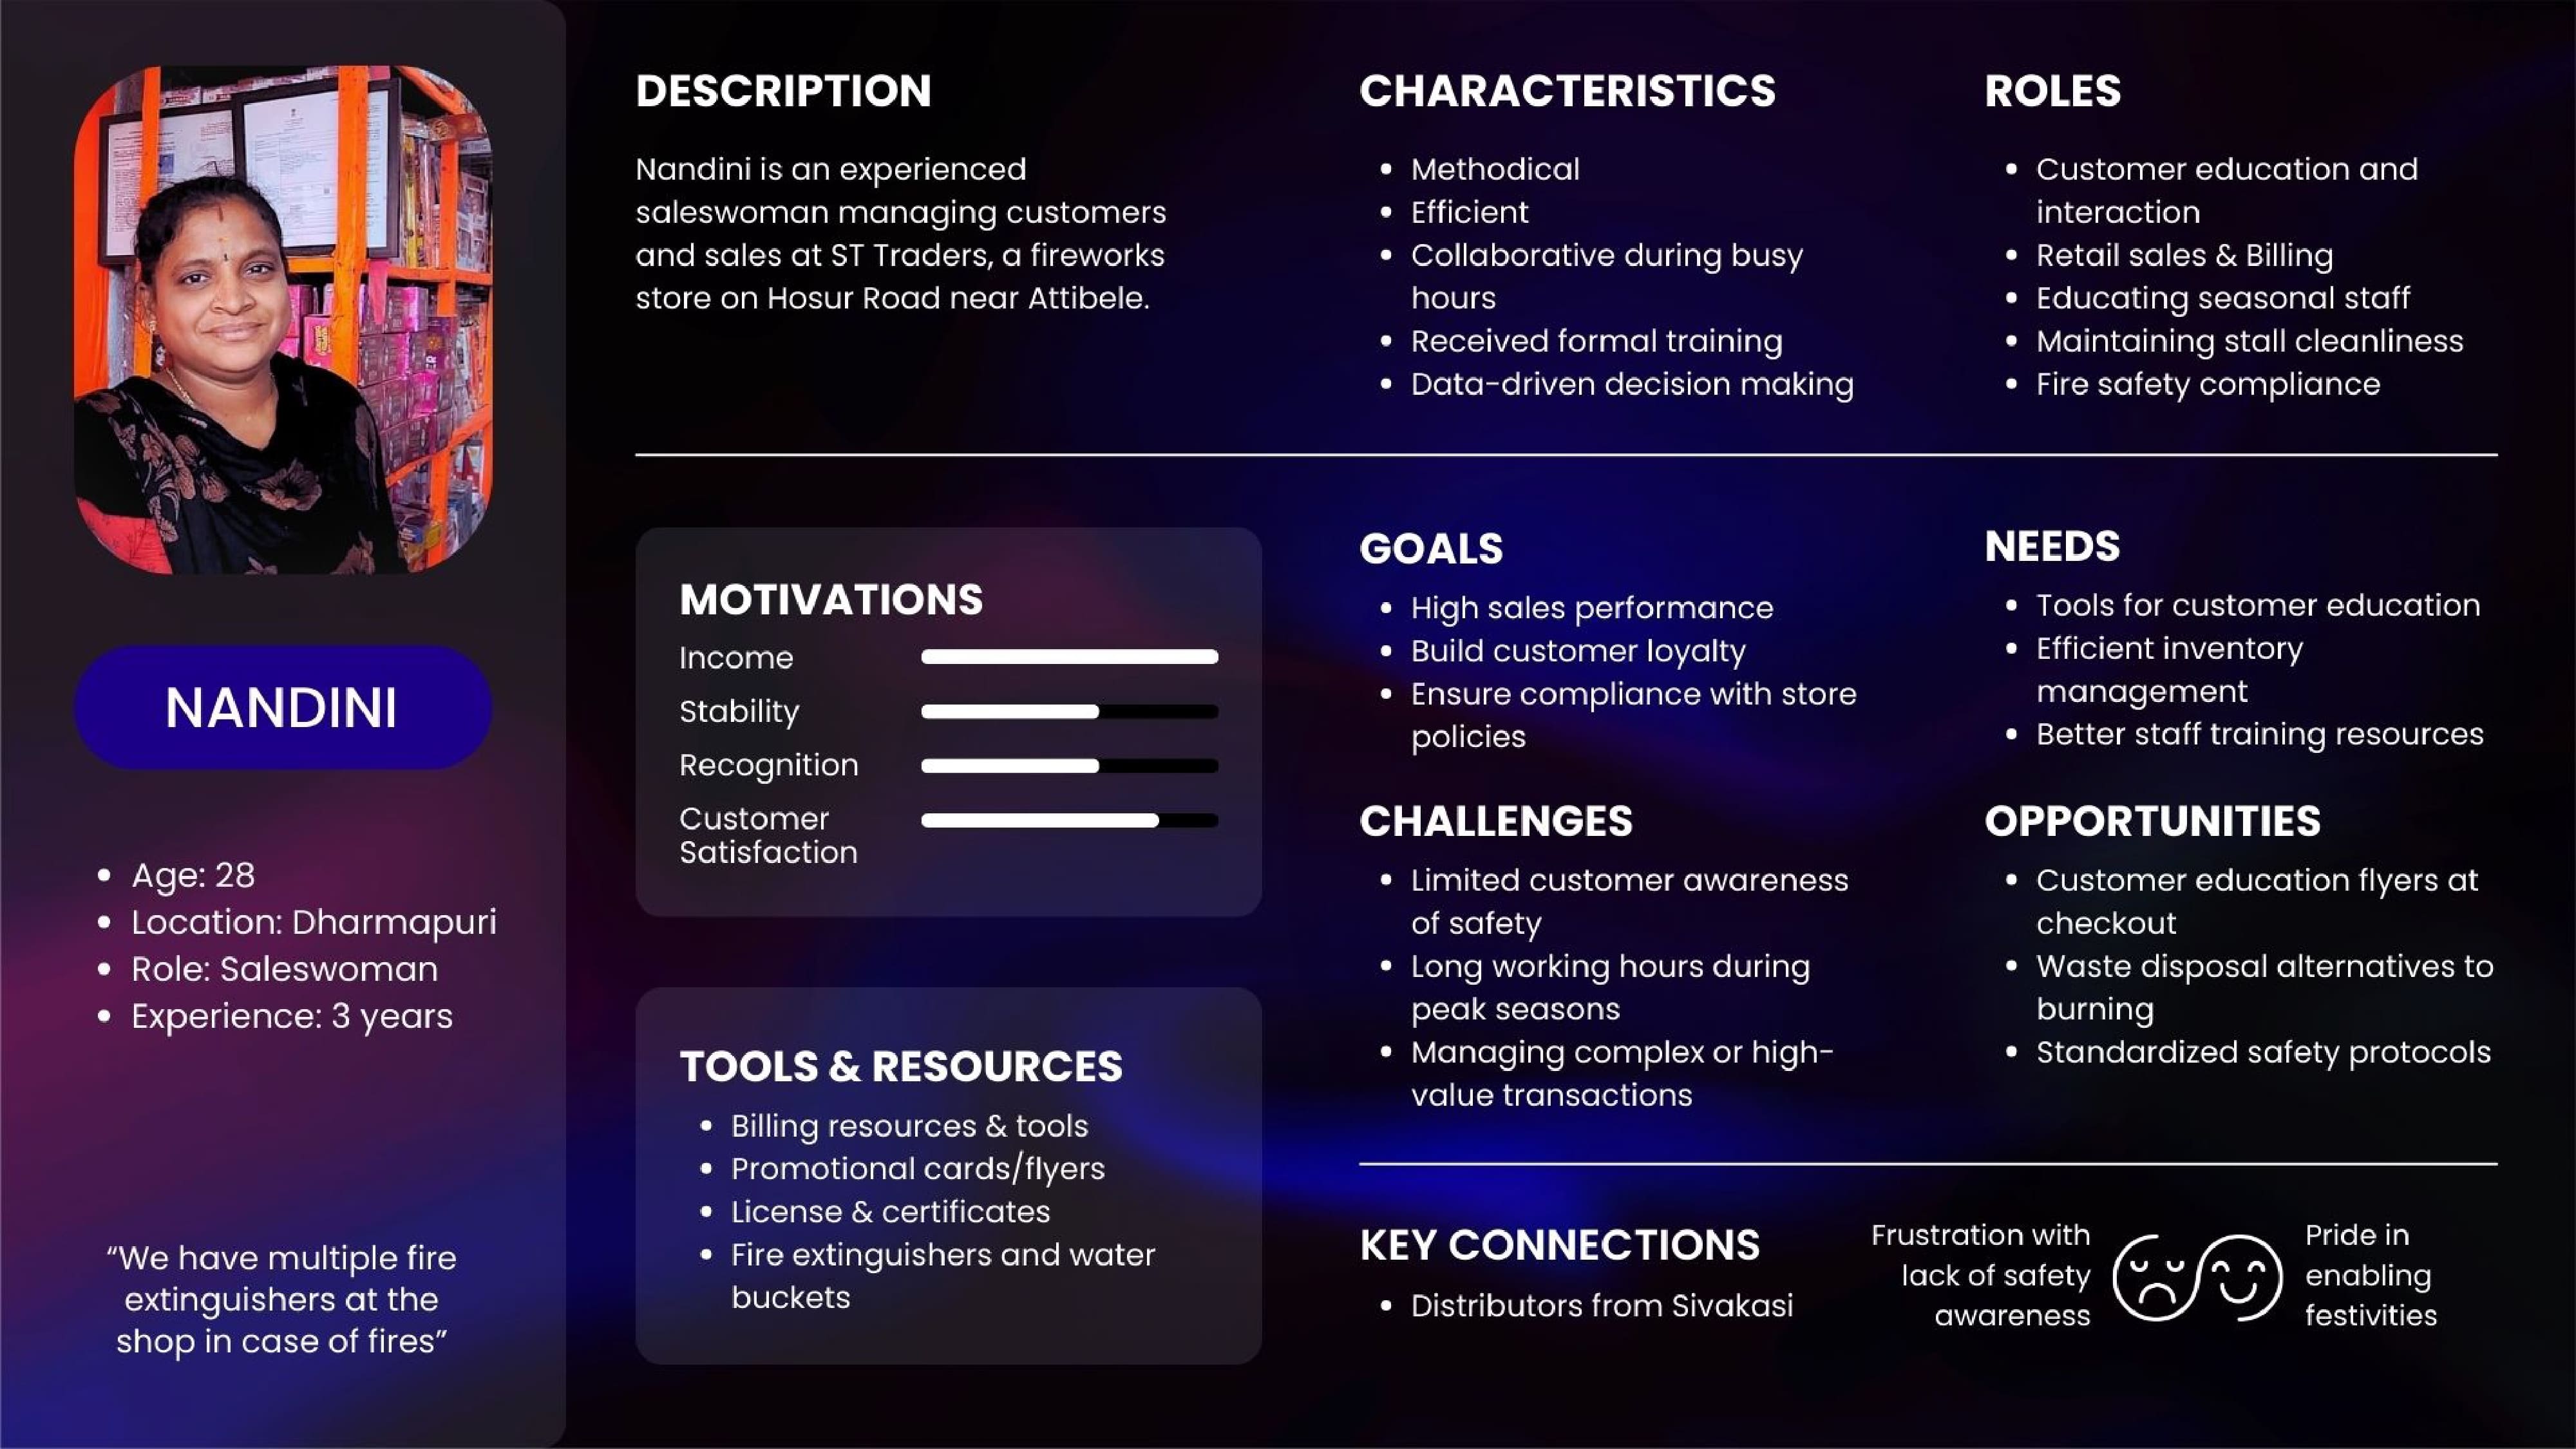 NANDINI
• Age: 28
• Location: Dharmapuri
• Role: Saleswoman
• Experience: 3 years
“We have multiple fire
extinguishers at the
shop in case of fires”
DESCRIPTION
Nandini is an experienced
saleswoman managing customers
and sales at ST Traders, a fireworks
store on Hosur Road near Attibele.
CHARACTERISTICS
• Methodical
• Efficient
• Collaborative during busy
hours
• Received formal training
• Data-driven decision making
ROLES
• Customer education and
interaction
• Retail sales & Billing
• Educating seasonal staff
• Maintaining stall cleanliness
• Fire safety compliance
MOTIVATIONS
Income
Stability
Recognition
Customer
Satisfaction
TOOLS & RESOURCES
• Billing resources & tools
• Promotional cards/flyers
• License & certificates
• Fire extinguishers and water
buckets
GOALS
• High sales performance
• Build customer loyalty
• Ensure compliance with store
policies
NEEDS
• Tools for customer education
• Efficient inventory
management
• Better staff training resources
CHALLENGES
• Limited customer awareness
of safety
• Long working hours during
peak seasons
• Managing complex or high-
value transactions
OPPORTUNITIES
• Customer education flyers at
checkout
• Waste disposal alternatives to
burning
• Standardized safety protocols
KEY CONNECTIONS
• Distributors from Sivakasi
Frustration with
lack of safety
awareness
Pride in
enabling
festivities